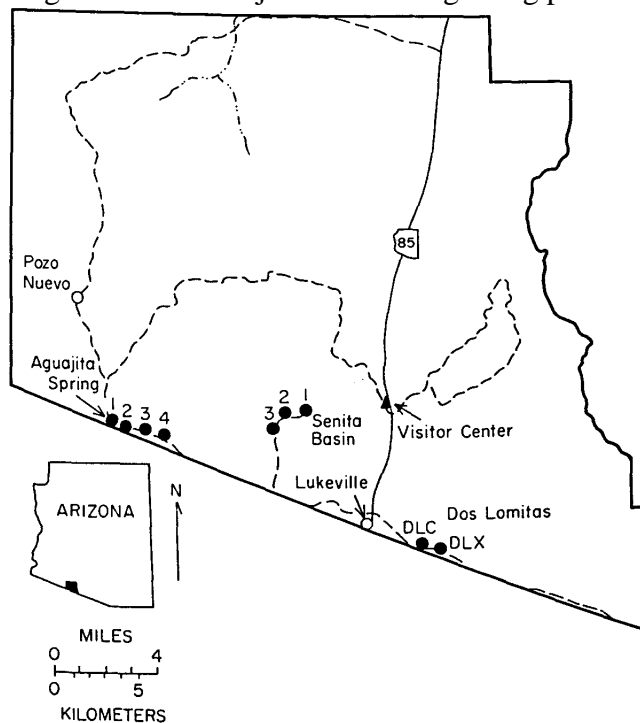 85
Pozo
Nuevo
Aguajita
Spring
1
2
3
4
3
2
1
Senita
Basin
Visitor Center
Lukeville
DLC
Dos Lomitas
DLX
ARIZONA
N
MILES
0
4
0
5
KILOMETERS